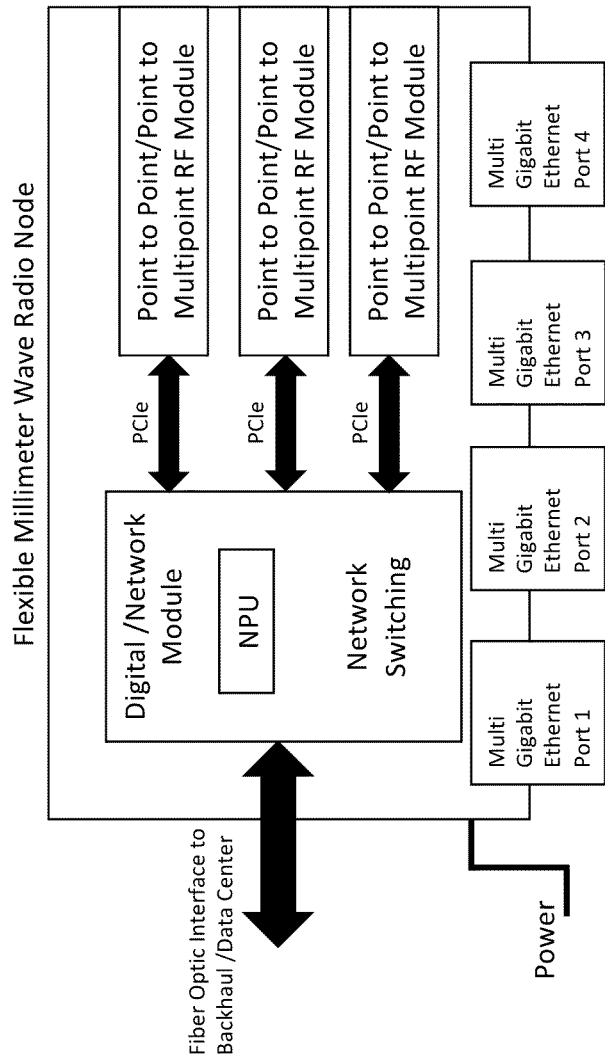 Flexible Millimeter Wave Radio Node
Fiber Optic Interface to
Backhaul /Data Center
Digital /Network
Module
NPU
Network
Switching
PCIe
PCIe
PCIe
Point to Point/Point to
Multipoint RF Module
Point to Point/Point to
Multipoint RF Module
Point to Point/Point to
Multipoint RF Module
Power
Multi
Gigabit
Ethernet
Port 1
Multi
Gigabit
Ethernet
Port 2
Multi
Gigabit
Ethernet
Port 3
Multi
Gigabit
Ethernet
Port 4